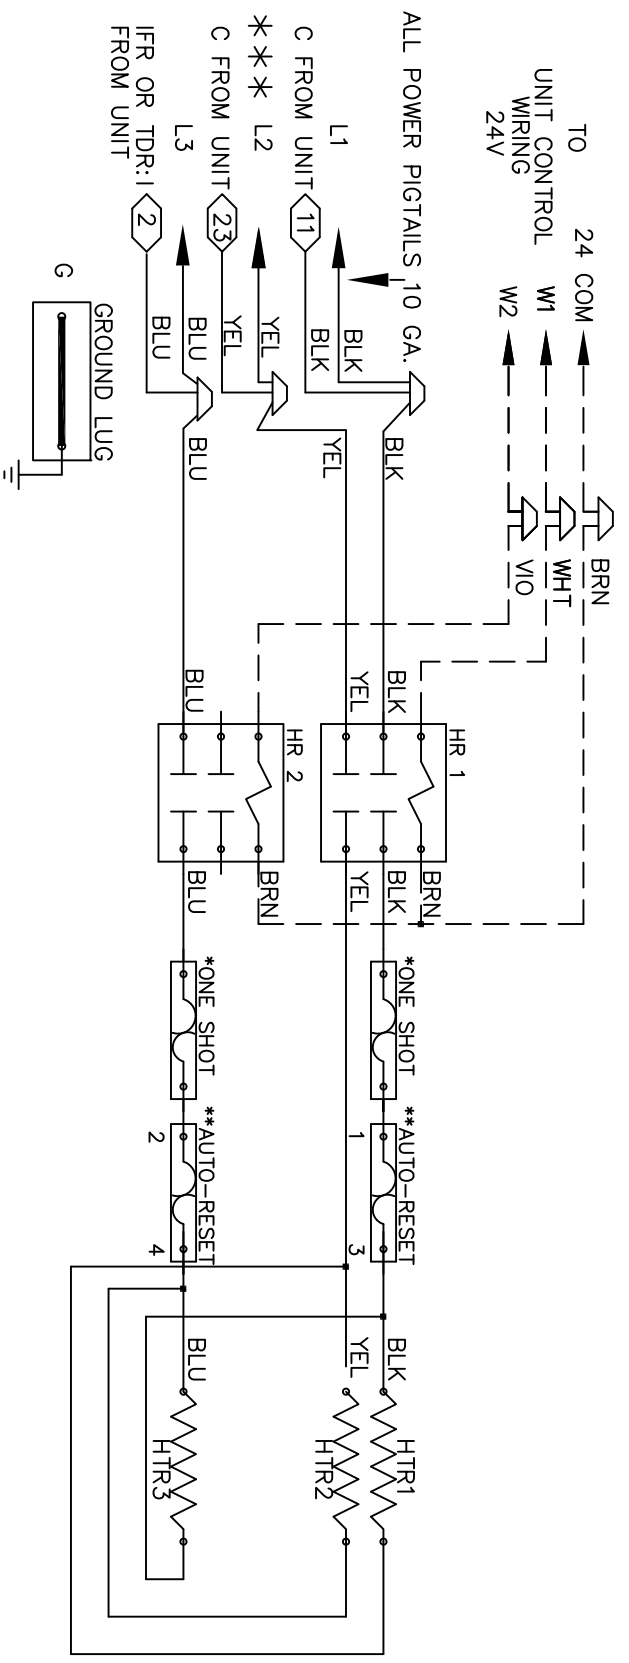 TO
UNIT CONTROL
WIRING
24V
24 COM
W1
W2
BRN
WHT
VIO
ALL POWER PIGTAILS 10 GA.
L1
C FROM UNIT
11
BLK
BLK
BLK
*** L2
C FROM UNIT
23
YEL
YEL
YEL
L3
IFR OR TDR:1
FROM UNIT
2
BLU
BLU
BLU
G
GROUND LUG
HR 1
BLK
YEL
BRN
BLK
YEL
HR 2
BLU
BRN
BLU
*ONE SHOT
**AUTO-RESET
1
3
*ONE SHOT
**AUTO-RESET
2
4
BLK
HTR1
YEL
HTR2
BLU
HTR3